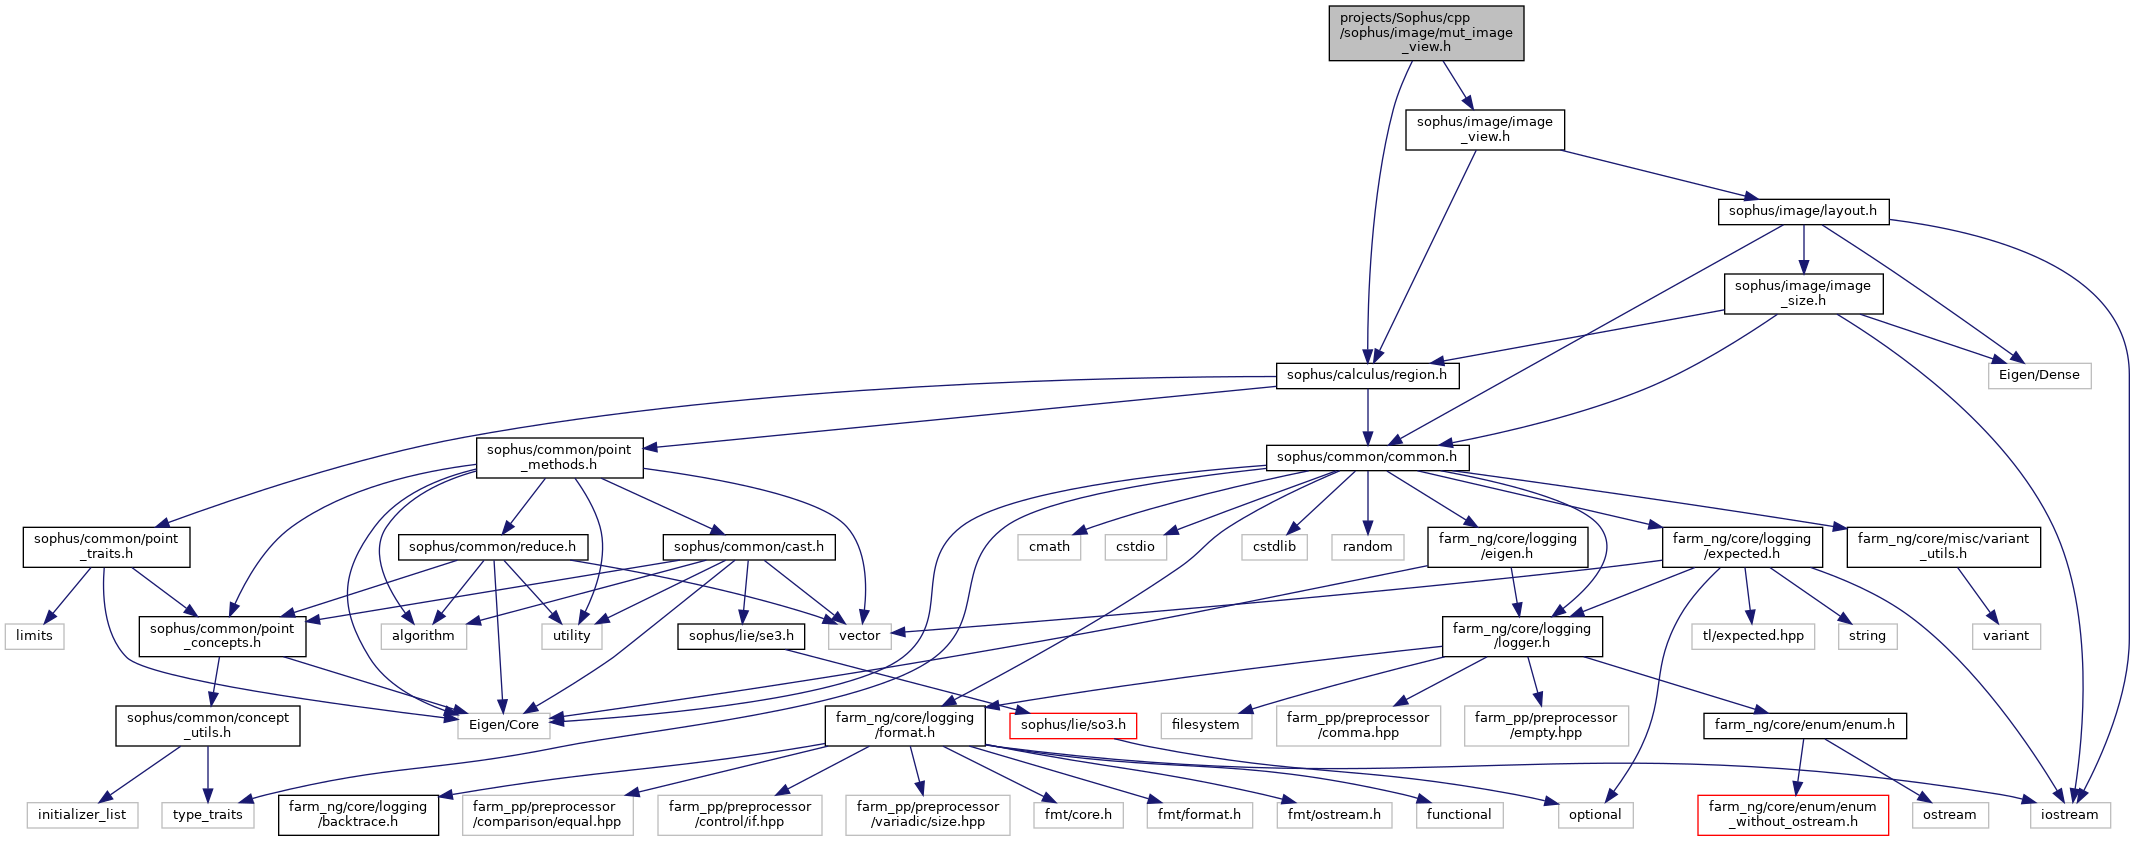 projects/Sophus/cpp
/sophus/image/mut_image
_view.h
sophus/image/image
_view.h
sophus/image/layout.h
sophus/image/image
_size.h
sophus/calculus/region.h
Eigen/Dense
sophus/common/point
_methods.h
sophus/common/common.h
sophus/common/point
_traits.h
sophus/common/reduce.h
sophus/common/cast.h
cmath
cstdio
cstdlib
random
farm_ng/core/logging
/eigen.h
farm_ng/core/logging
/expected.h
farm_ng/core/misc/variant
_utils.h
limits
sophus/common/point
_concepts.h
algorithm
utility
sophus/lie/se3.h
vector
farm_ng/core/logging
/logger.h
tl/expected.hpp
string
variant
sophus/common/concept
_utils.h
Eigen/Core
farm_ng/core/logging
/format.h
sophus/lie/so3.h
filesystem
farm_pp/preprocessor
/comma.hpp
farm_pp/preprocessor
/empty.hpp
farm_ng/core/enum/enum.h
initializer_list
type_traits
farm_ng/core/logging
/backtrace.h
farm_pp/preprocessor
/comparison/equal.hpp
farm_pp/preprocessor
/control/if.hpp
farm_pp/preprocessor
/variadic/size.hpp
fmt/core.h
fmt/format.h
fmt/ostream.h
functional
optional
farm_ng/core/enum/enum
_without_ostream.h
ostream
iostream